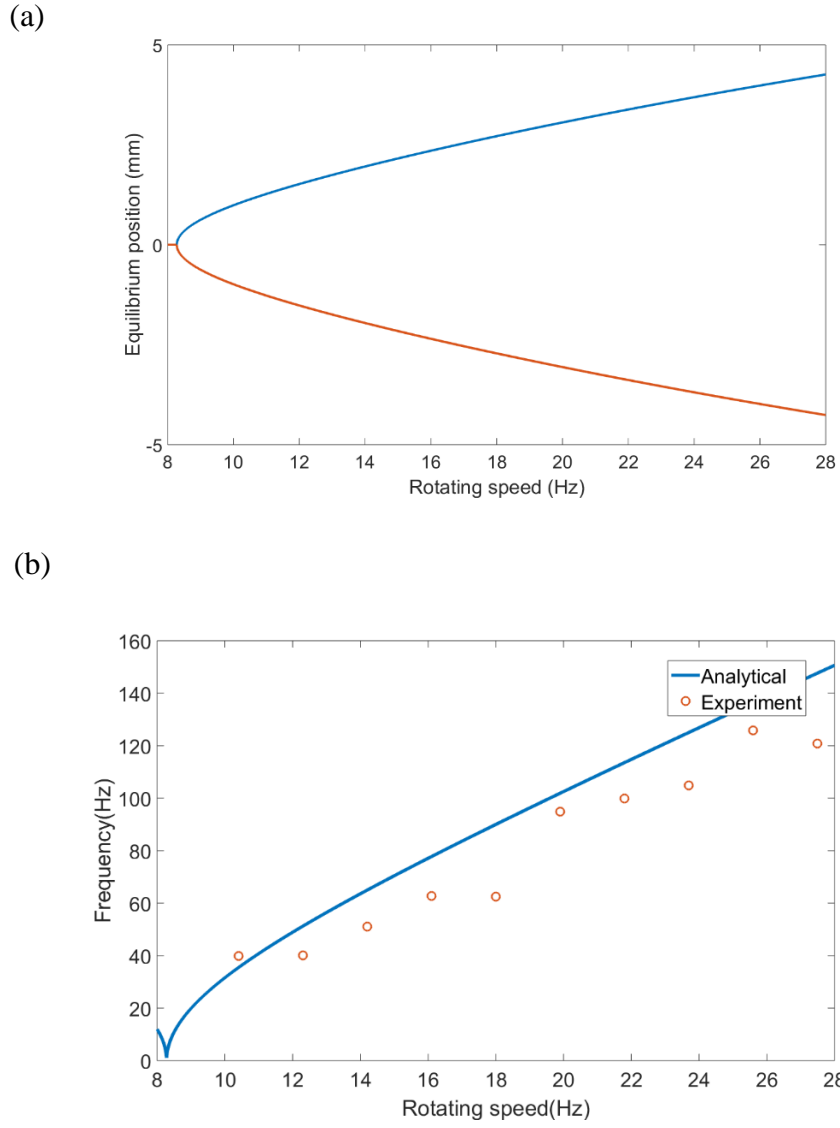 (a)
5
0
-5
Equilibrium position (mm)
8 10 12 14 16 18 20 22 24 26 28
Rotating speed (Hz)
(b)
160
140
120
100
80
60
40
20
0
Frequency(Hz)
Analytical
Experiment
8 10 12 14 16 18 20 22 24 26 28
Rotating speed(Hz)